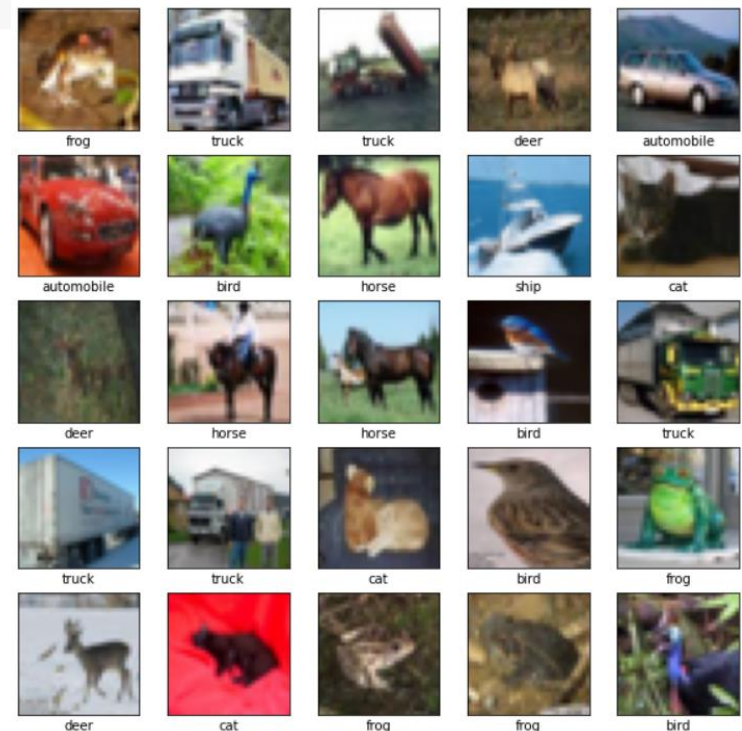 frog truck truck deer automobile
automobile bird horse ship cat
deer horse horse bird truck
truck truck cat bird frog
deer cat frog frog bird